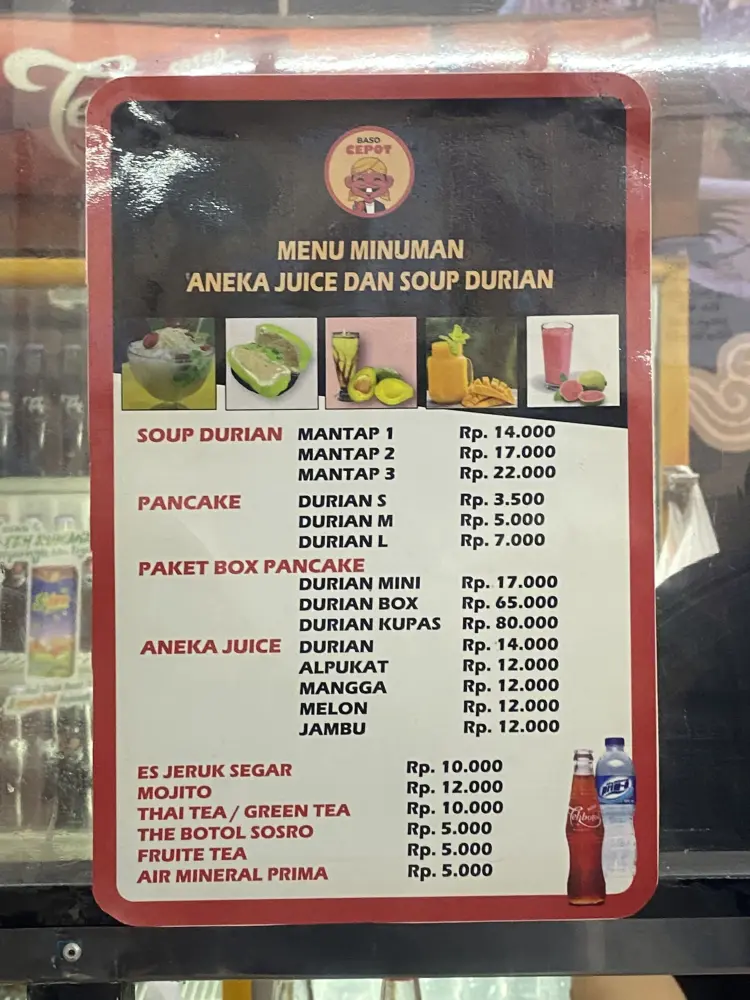 BASO
CEPOT
MENU MINUMAN
ANEKA JUICE DAN SOUP DURIAN
SOUP DURIAN MANTAP 1 Rp. 14.000
MANTAP 2 Rp. 17.000
MANTAP 3 Rp. 22.000
PANCAKE DURIAN S Rp. 3.500
DURIAN M Rp. 5.000
DURIAN L Rp. 7.000
PAKET BOX PANCAKE
DURIAN MINI Rp. 17.000
DURIAN BOX Rp. 65.000
DURIAN KUPAS Rp. 80.000
ANEKA JUICE DURIAN Rp. 14.000
ALPUKAT Rp. 12.000
MANGGA Rp. 12.000
MELON Rp. 12.000
JAMBU Rp. 12.000
ES JERUK SEGAR Rp. 10.000
MOJITO Rp. 12.000
THAI TEA / GREEN TEA Rp. 10.000
THE BOTOL SOSRO Rp. 5.000
FRUITE TEA Rp. 5.000
AIR MINERAL PRIMA Rp. 5.000